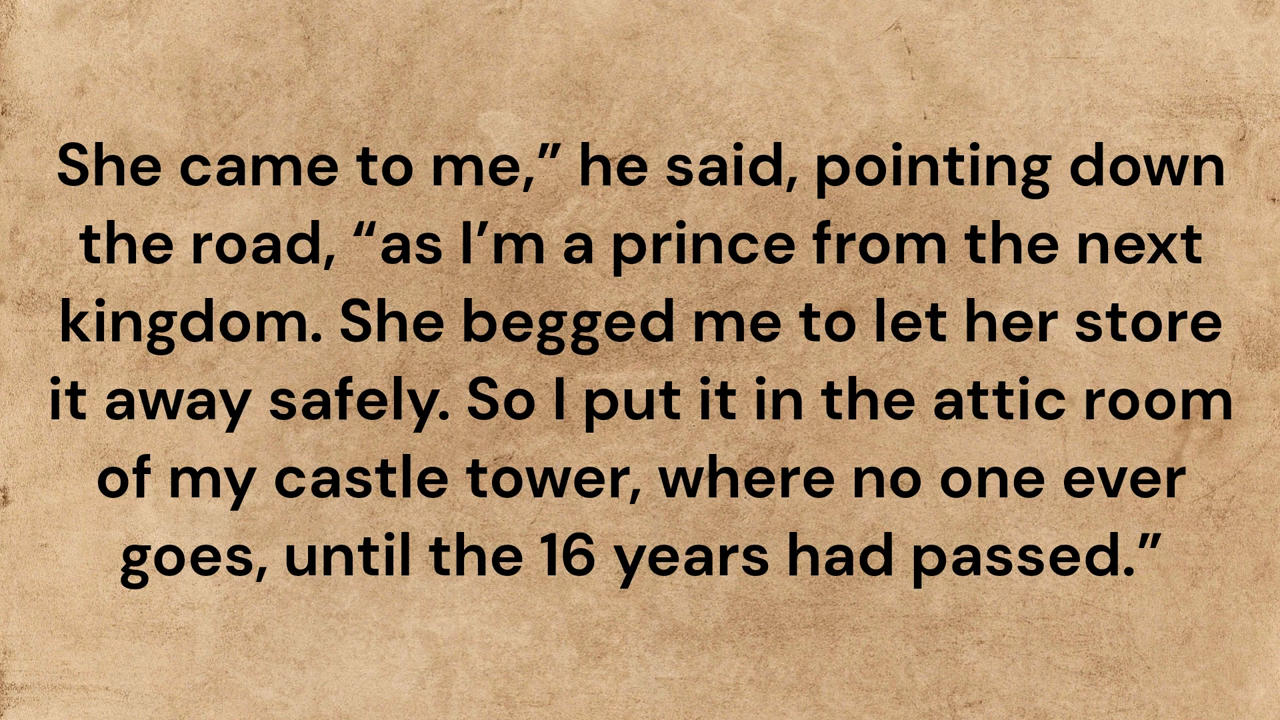 She came to me,” he said, pointing down
the road, “as I’m a prince from the next
kingdom. She begged me to let her store
it away safely. So I put it in the attic room
of my castle tower, where no one ever
goes, until the 16 years had passed.”